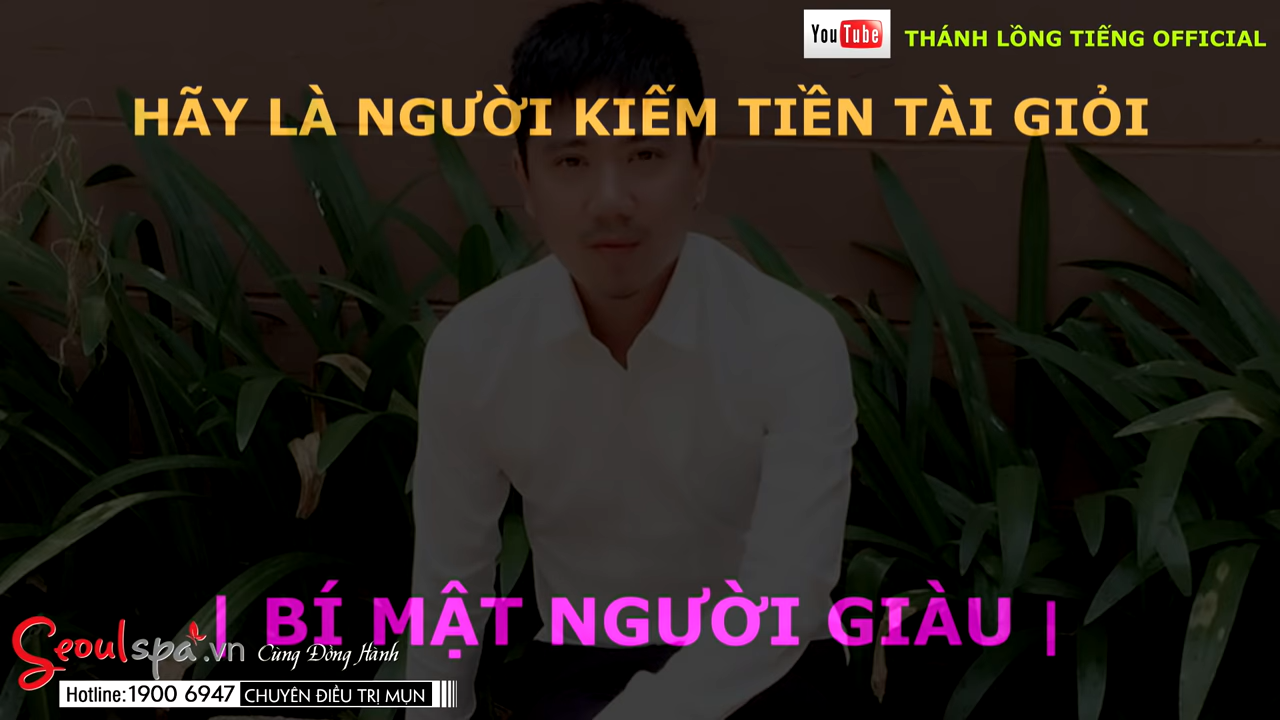 YouTube
THÁNH LỒNG TIẾNG OFFICIAL
HÃY LÀ NGƯỜI KIẾM TIỀN TÀI GIỎI
| BÍ MẬT NGƯỜI GIÀU |
Seoulspa.vn Cùng Đồng Hành
Hotline: 1900 6947 CHUYÊN ĐIỀU TRỊ MỤN